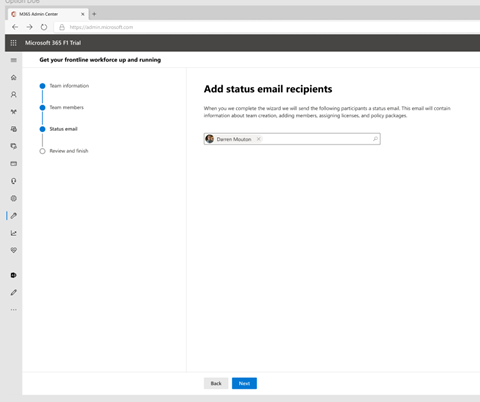 Option Uoe
M365 Admin Center
https://admin.microsoft.com
Microsoft 365 F1 Trial
Get your frontline workforce up and running
Team information
Team members
Status email
Review and finish
Add status email recipients
When you complete the wizard we will send the following participants a status email. This email will contain
information about team creation, adding members, assigning licenses, and policy packages.
Darren Mouton
Back
Next